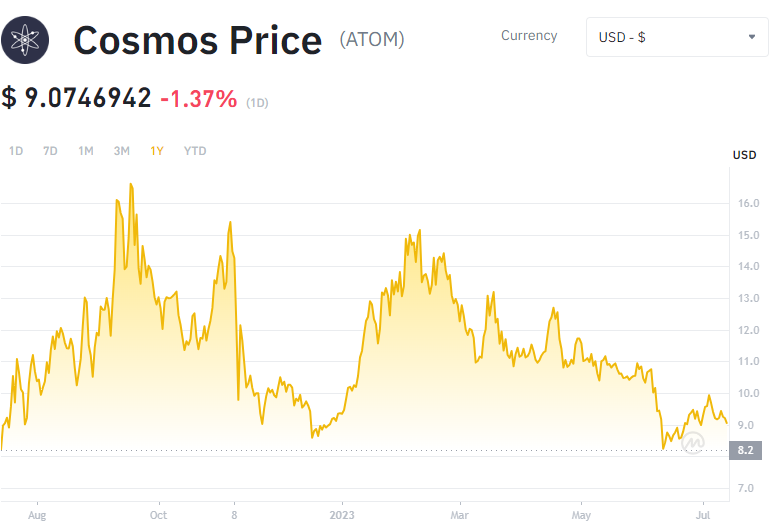 Cosmos Price (ATOM)
Currency
USD - $
$ 9.0746942 -1.37% (1D)
1D 7D 1M 3M 1Y YTD
USD
16.0
15.0
14.0
13.0
12.0
11.0
10.0
9.0
8.2
7.0
Aug Oct 8 2023 Mar May Jul